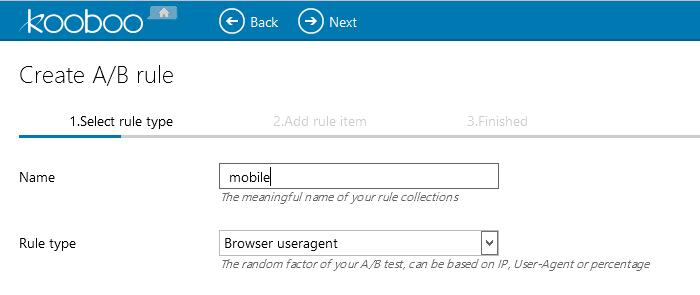 kooboo
Back
Next
Create A/B rule
1.Select rule type
2.Add rule item
3.Finished
Name
mobile
The meaningful name of your rule collections
Rule type
Browser useragent
The random factor of your A/B test, can be based on IP, User-Agent or percentage